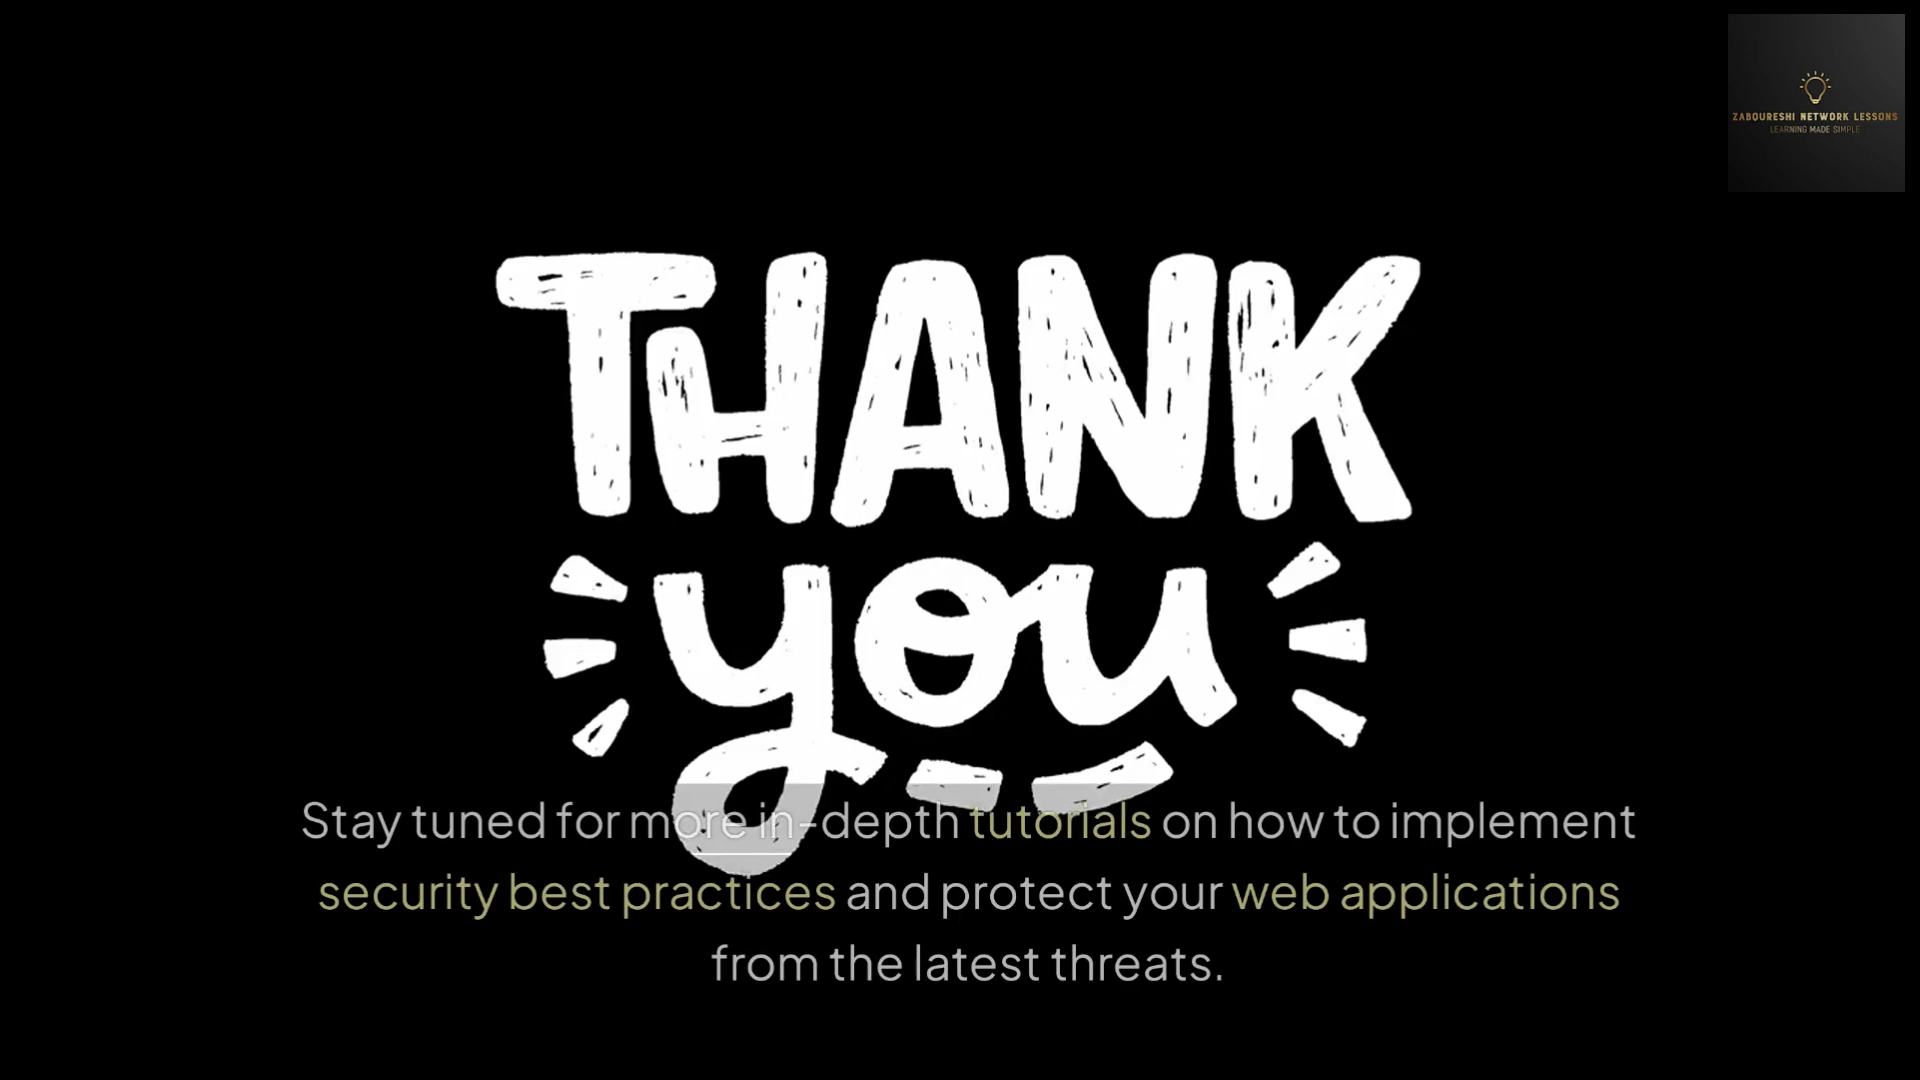 ZABQURESHI NETWORK LESSONS
LEARNING MADE SIMPLE
THANK
you
Stay tuned for more in-depth tutorials on how to implement
security best practices and protect your web applications
from the latest threats.